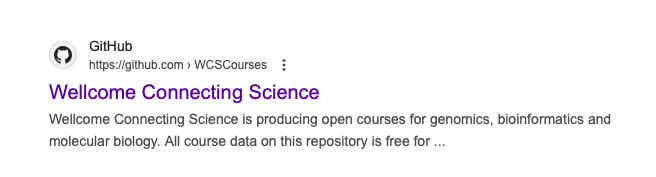 GitHub
https://github.com › WCSCourses
Wellcome Connecting Science
Wellcome Connecting Science is producing open courses for genomics, bioinformatics and
molecular biology. All course data on this repository is free for ...